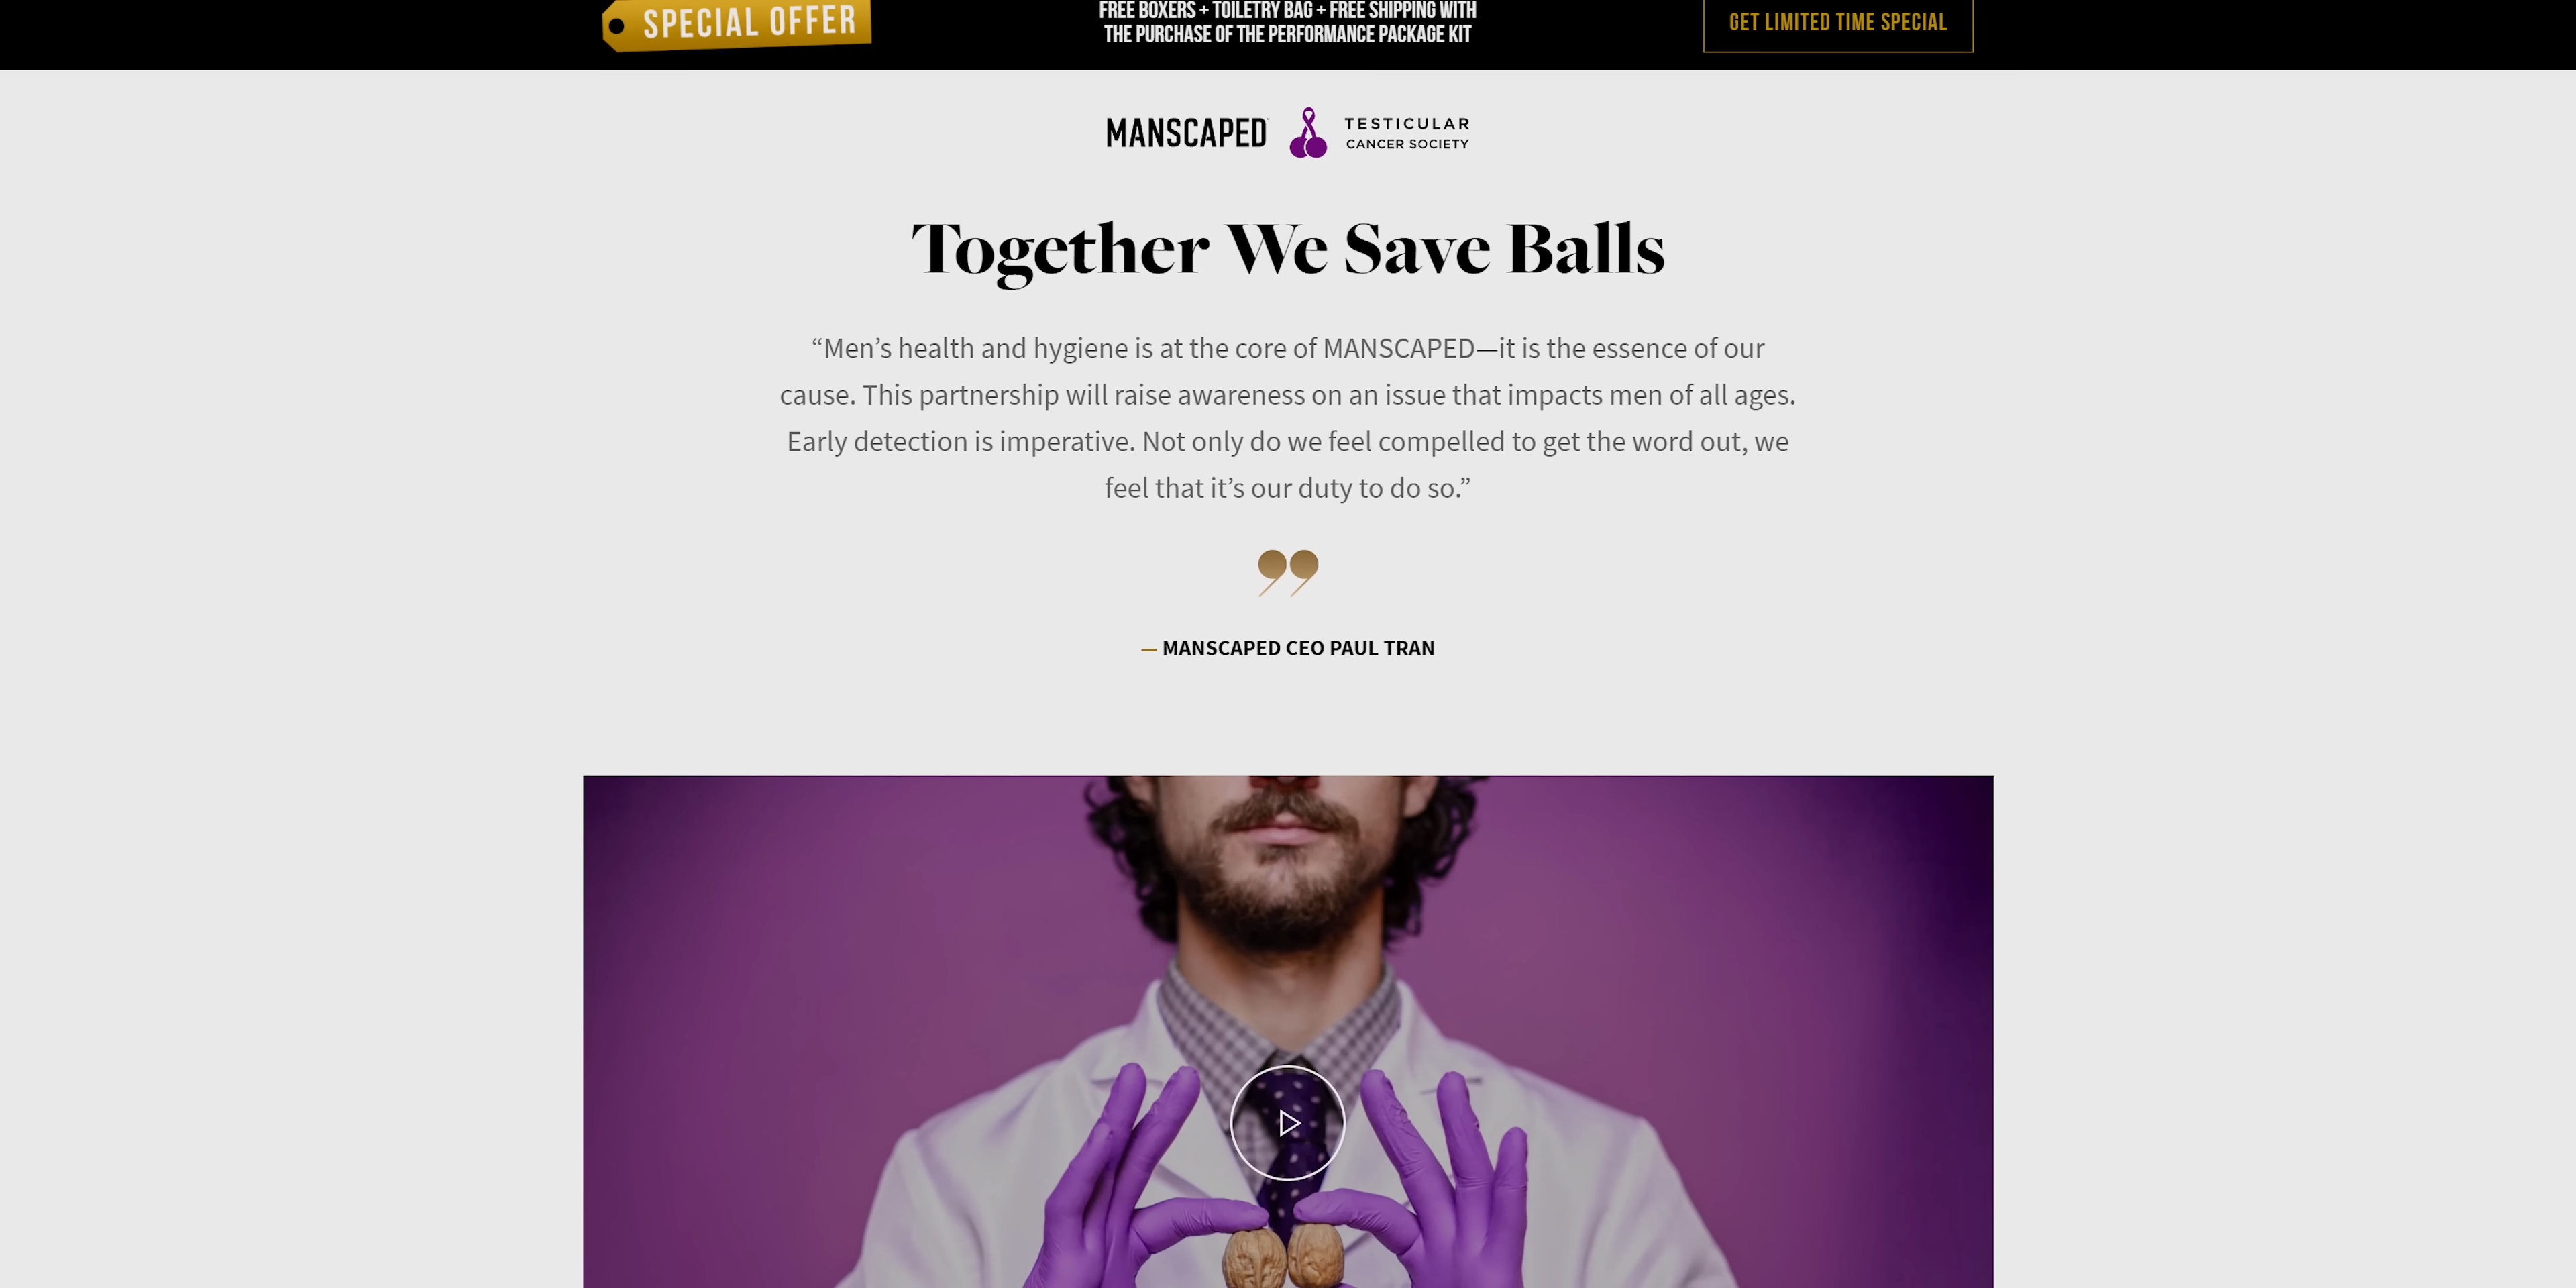 SPECIAL OFFER
FREE BOXERS + TOILETRY BAG + FREE SHIPPING WITH
THE PURCHASE OF THE PERFORMANCE PACKAGE KIT
GET LIMITED TIME SPECIAL
MANSCAPED
TESTICULAR
CANCER SOCIETY
Together We Save Balls
“Men’s health and hygiene is at the core of MANSCAPED—it is the essence of our
cause. This partnership will raise awareness on an issue that impacts men of all ages.
Early detection is imperative. Not only do we feel compelled to get the word out, we
feel that it’s our duty to do so.”
”
— MANSCAPED CEO PAUL TRAN